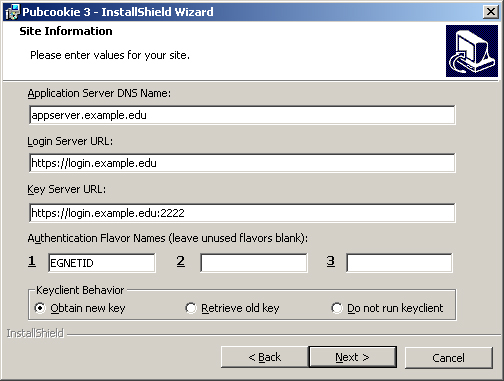 Pubcookie 3 - InstallShield Wizard
Site Information
Please enter values for your site.
Application Server DNS Name:
appserver.example.edu
Login Server URL:
https://login.example.edu
Key Server URL:
https://login.example.edu:2222
Authentication Flavor Names (leave unused flavors blank):
1 EGNETID 2 3
Keyclient Behavior
Obtain new key Retrieve old key Do not run keyclient
InstallShield
< Back Next > Cancel